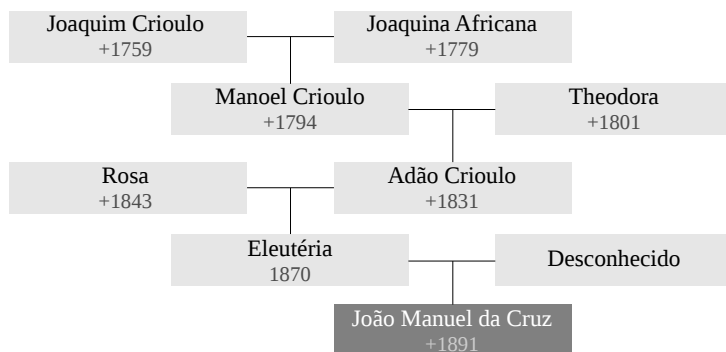 Joaquim Crioulo
+1759
Joaquina Africana
+1779
Manoel Crioulo
+1794
Theodora
+1801
Rosa
+1843
Adão Crioulo
+1831
Eleutéria
1870
Desconhecido
João Manuel da Cruz
+1891